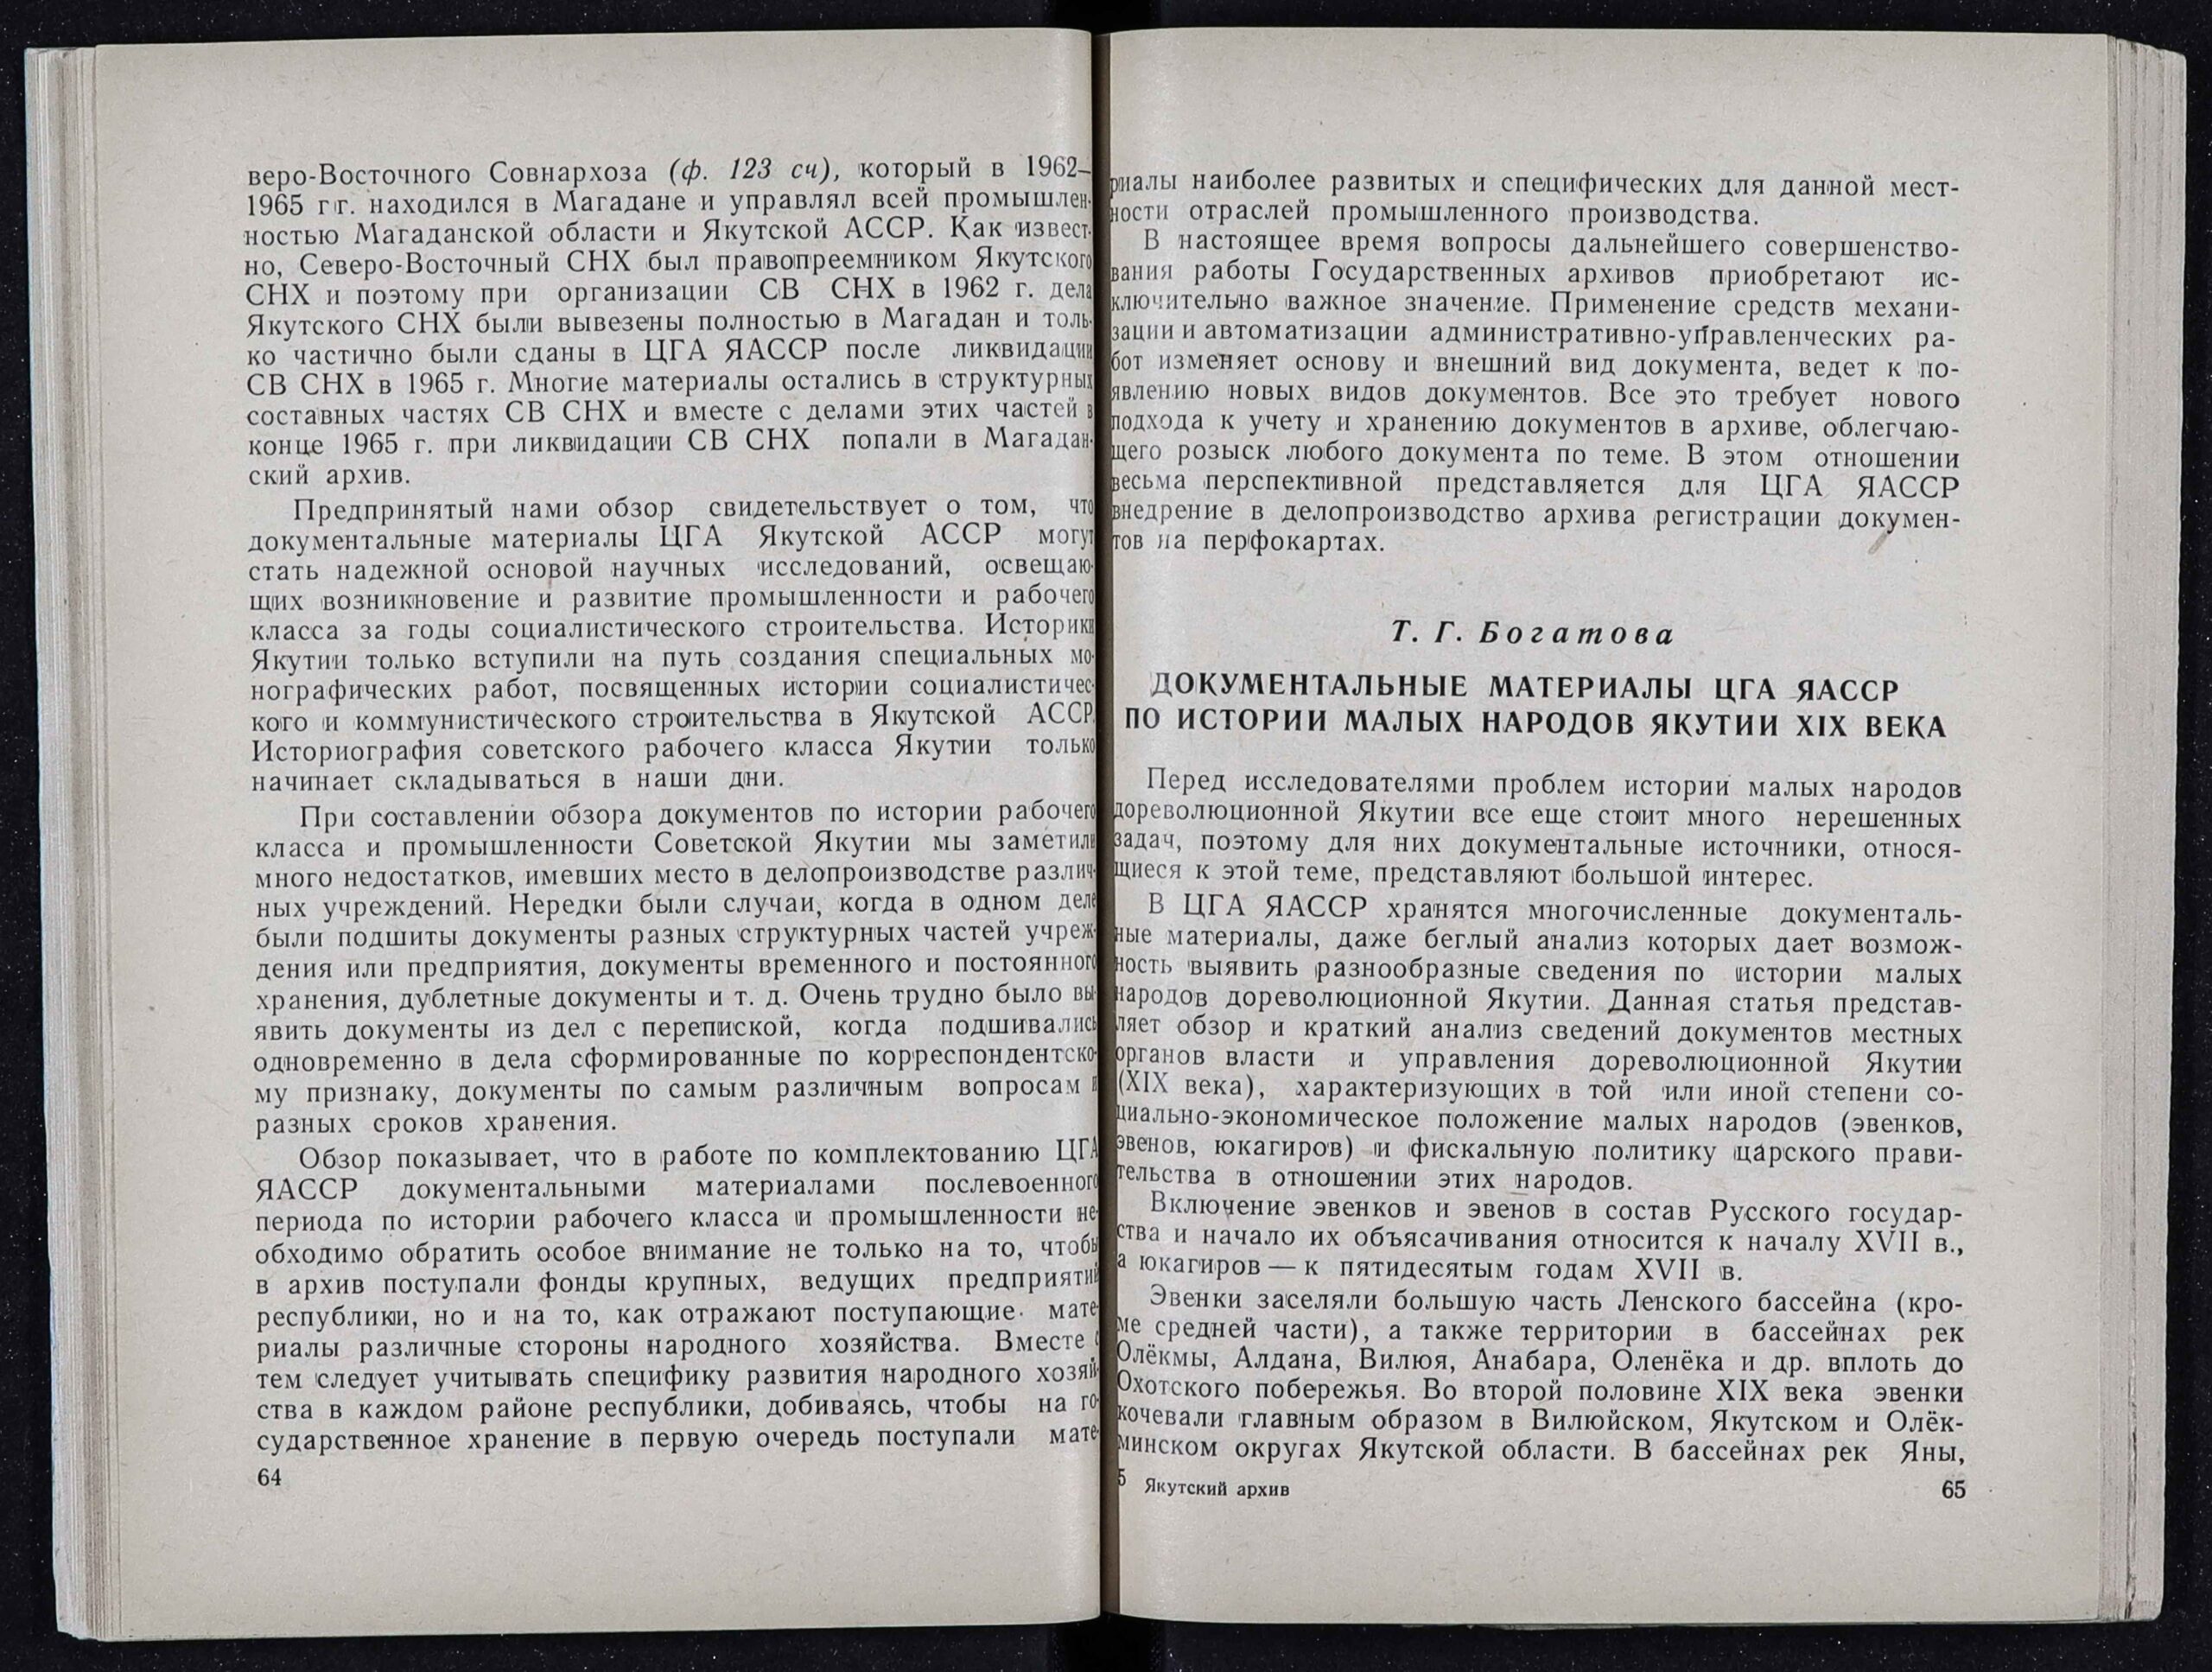 веро-Восточного Совнархоза (ф. 123 сч), который в 1962—
1965 гг. находился в Магадане и управлял всей промышлен-
ностью Магаданской области и Якутской АССР. Как извест-
но, Северо-Восточный СНХ был правопреемником Якутского
СНХ и поэтому при организации СВ СНХ в 1962 г. дела
Якутского СНХ были вывезены полностью в Магадан и толь-
ко частично были сданы в ЦГА ЯАССР после ликвидации
СВ СНХ в 1965 г. Многие материалы остались в структурных
составных частях СВ СНХ и вместе с делами этих частей в
конце 1965 г. при ликвидации СВ СНХ попали в Магадан-
ский архив.
Предпринятый нами обзор свидетельствует о том, что
документальные материалы ЦГА Якутской АССР могут
стать надежной основой научных исследований, освещаю-
щих возникновение и развитие промышленности и рабочего
класса за годы социалистического строительства. Историки
Якутии только вступили на путь создания специальных мо-
нографических работ, посвященных истории социалистичес-
кого и коммунистического строительства в Якутской АССР.
Историография советского рабочего класса Якутии только
начинает складываться в наши дни.
При составлении обзора документов по истории рабочего
класса и промышленности Советской Якутии мы заметили
много недостатков, имевших место в делопроизводстве различ-
ных учреждений. Нередки были случаи, когда в одном деле
были подшиты документы разных структурных частей учреж-
дения или предприятия, документы временного и постоянного
хранения, дублетные документы и т. д. Очень трудно было вы-
явить документы из дел с перепиской, когда подшивались
одновременно в дела сформированные по корреспондентско-
му признаку, документы по самым различным вопросам и
разных сроков хранения.
Обзор показывает, что в работе по комплектованию ЦГА
ЯАССР документальными материалами послевоенного
периода по истории рабочего класса и промышленности не-
обходимо обратить особое внимание не только на то, чтобы
в архив поступали фонды крупных, ведущих предприятий
республики, но и на то, как отражают поступающие мате-
риалы различные стороны народного хозяйства. Вместе с
тем следует учитывать специфику развития народного хозяй-
ства в каждом районе республики, добиваясь, чтобы на го-
сударственное хранение в первую очередь поступали мате-
64
риалы наиболее развитых и специфических для данной мест-
ности отраслей промышленного производства.
В настоящее время вопросы дальнейшего совершенство-
вания работы Государственных архивов приобретают ис-
ключительно важное значение. Применение средств механи-
зации и автоматизации административно-управленческих ра-
бот изменяет основу и внешний вид документа, ведет к по-
явлению новых видов документов. Все это требует нового
подхода к учету и хранению документов в архиве, облегчаю-
щего розыск любого документа по теме. В этом отношении
весьма перспективной представляется для ЦГА ЯАССР
внедрение в делопроизводство архива регистрации докумен-
тов на перфокартах.
Т. Г. Богатова
ДОКУМЕНТАЛЬНЫЕ МАТЕРИАЛЫ ЦГА ЯАССР
ПО ИСТОРИИ МАЛЫХ НАРОДОВ ЯКУТИИ XIX ВЕКА
Перед исследователями проблем истории малых народов
дореволюционной Якутии все еще стоит много нерешенных
задач, поэтому для них документальные источники, относя-
щиеся к этой теме, представляют большой интерес.
В ЦГА ЯАССР хранятся многочисленные документаль-
ные материалы, даже беглый анализ которых дает возмож-
ность выявить разнообразные сведения по истории малых
народов дореволюционной Якутии. Данная статья представ-
ляет обзор и краткий анализ сведений документов местных
органов власти и управления дореволюционной Якутии
(XIX века), характеризующих в той или иной степени со-
циально-экономическое положение малых народов (эвенков,
эвенов, юкагиров) и фискальную политику царского прави-
тельства в отношении этих народов.
Включение эвенков и эвенов в состав Русского государ-
ства и начало их объясачивания относится к началу XVII в.,
а юкагиров — к пятидесятым годам XVII в.
Эвенки заселяли большую часть Ленского бассейна (кро-
ме средней части), а также территории в бассейнах рек
Олёкмы, Алдана, Вилюя, Анабара, Оленёка и др. вплоть до
Охотского побережья. Во второй половине XIX века эвенки
кочевали главным образом в Вилюйском, Якутском и Олёк-
минском округах Якутской области. В бассейнах рек Яны,
5 Якутский архив
65